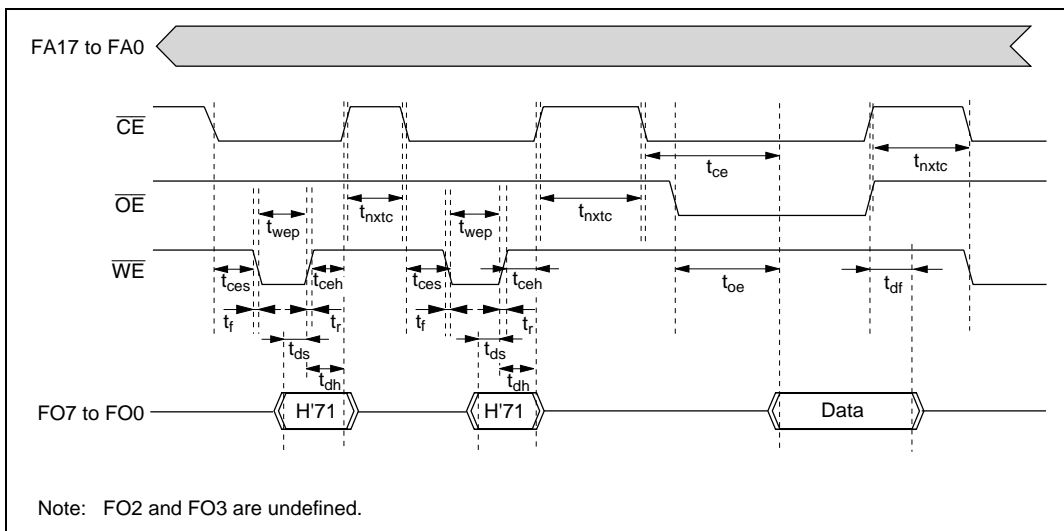 FA17 to FA0
CE
t_ce t_nxtc
OE
t_wep t_nxtc t_wep t_nxtc
WE
t_ces t_ceh t_ces t_ceh t_oe t_df
t_f t_r t_f t_r
t_ds t_ds
t_dh t_dh
FO7 to FO0 H'71 H'71 Data
Note: FO2 and FO3 are undefined.